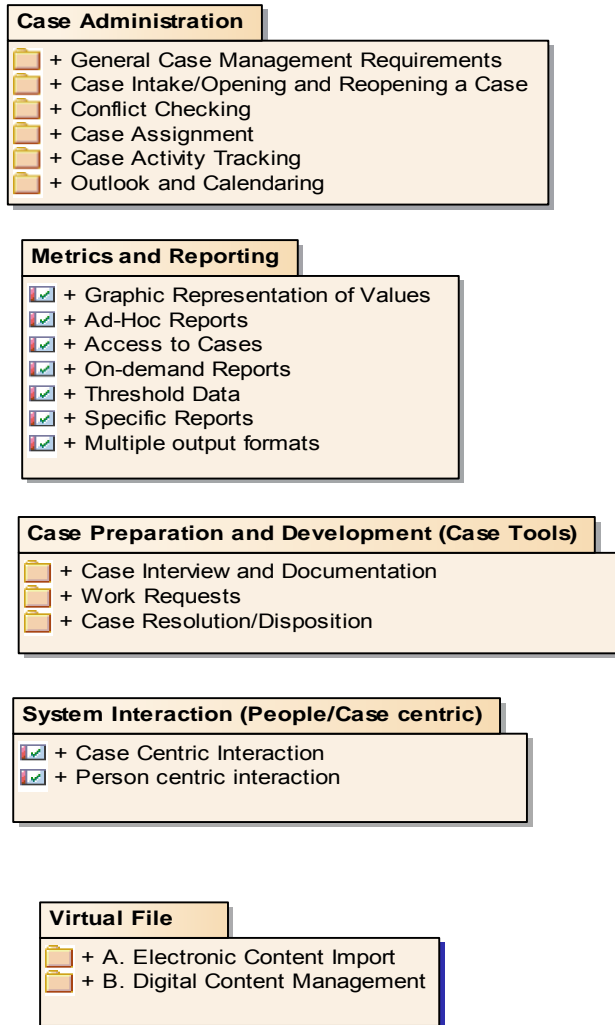 Case Administration
+ General Case Management Requirements
+ Case Intake/Opening and Reopening a Case
+ Conflict Checking
+ Case Assignment
+ Case Activity Tracking
+ Outlook and Calendaring
Metrics and Reporting
+ Graphic Representation of Values
+ Ad-Hoc Reports
+ Access to Cases
+ On-demand Reports
+ Threshold Data
+ Specific Reports
+ Multiple output formats
Case Preparation and Development (Case Tools)
+ Case Interview and Documentation
+ Work Requests
+ Case Resolution/Disposition
System Interaction (People/Case centric)
+ Case Centric Interaction
+ Person centric interaction
Virtual File
+ A. Electronic Content Import
+ B. Digital Content Management